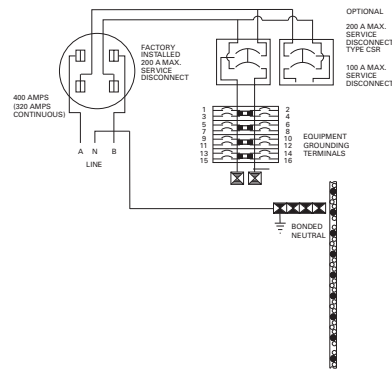 OPTIONAL
200 A MAX.
SERVICE
DISCONNECT
TYPE CSR
100 A MAX.
SERVICE
DISCONNECT
FACTORY
INSTALLED
200 A MAX.
SERVICE
DISCONNECT
400 AMPS
(320 AMPS
CONTINUOUS)
A N B
LINE
1 2
3 4
5 6
7 8
9 10
11 12
13 14
15 16
EQUIPMENT
GROUNDING
TERMINALS
BONDED
NEUTRAL